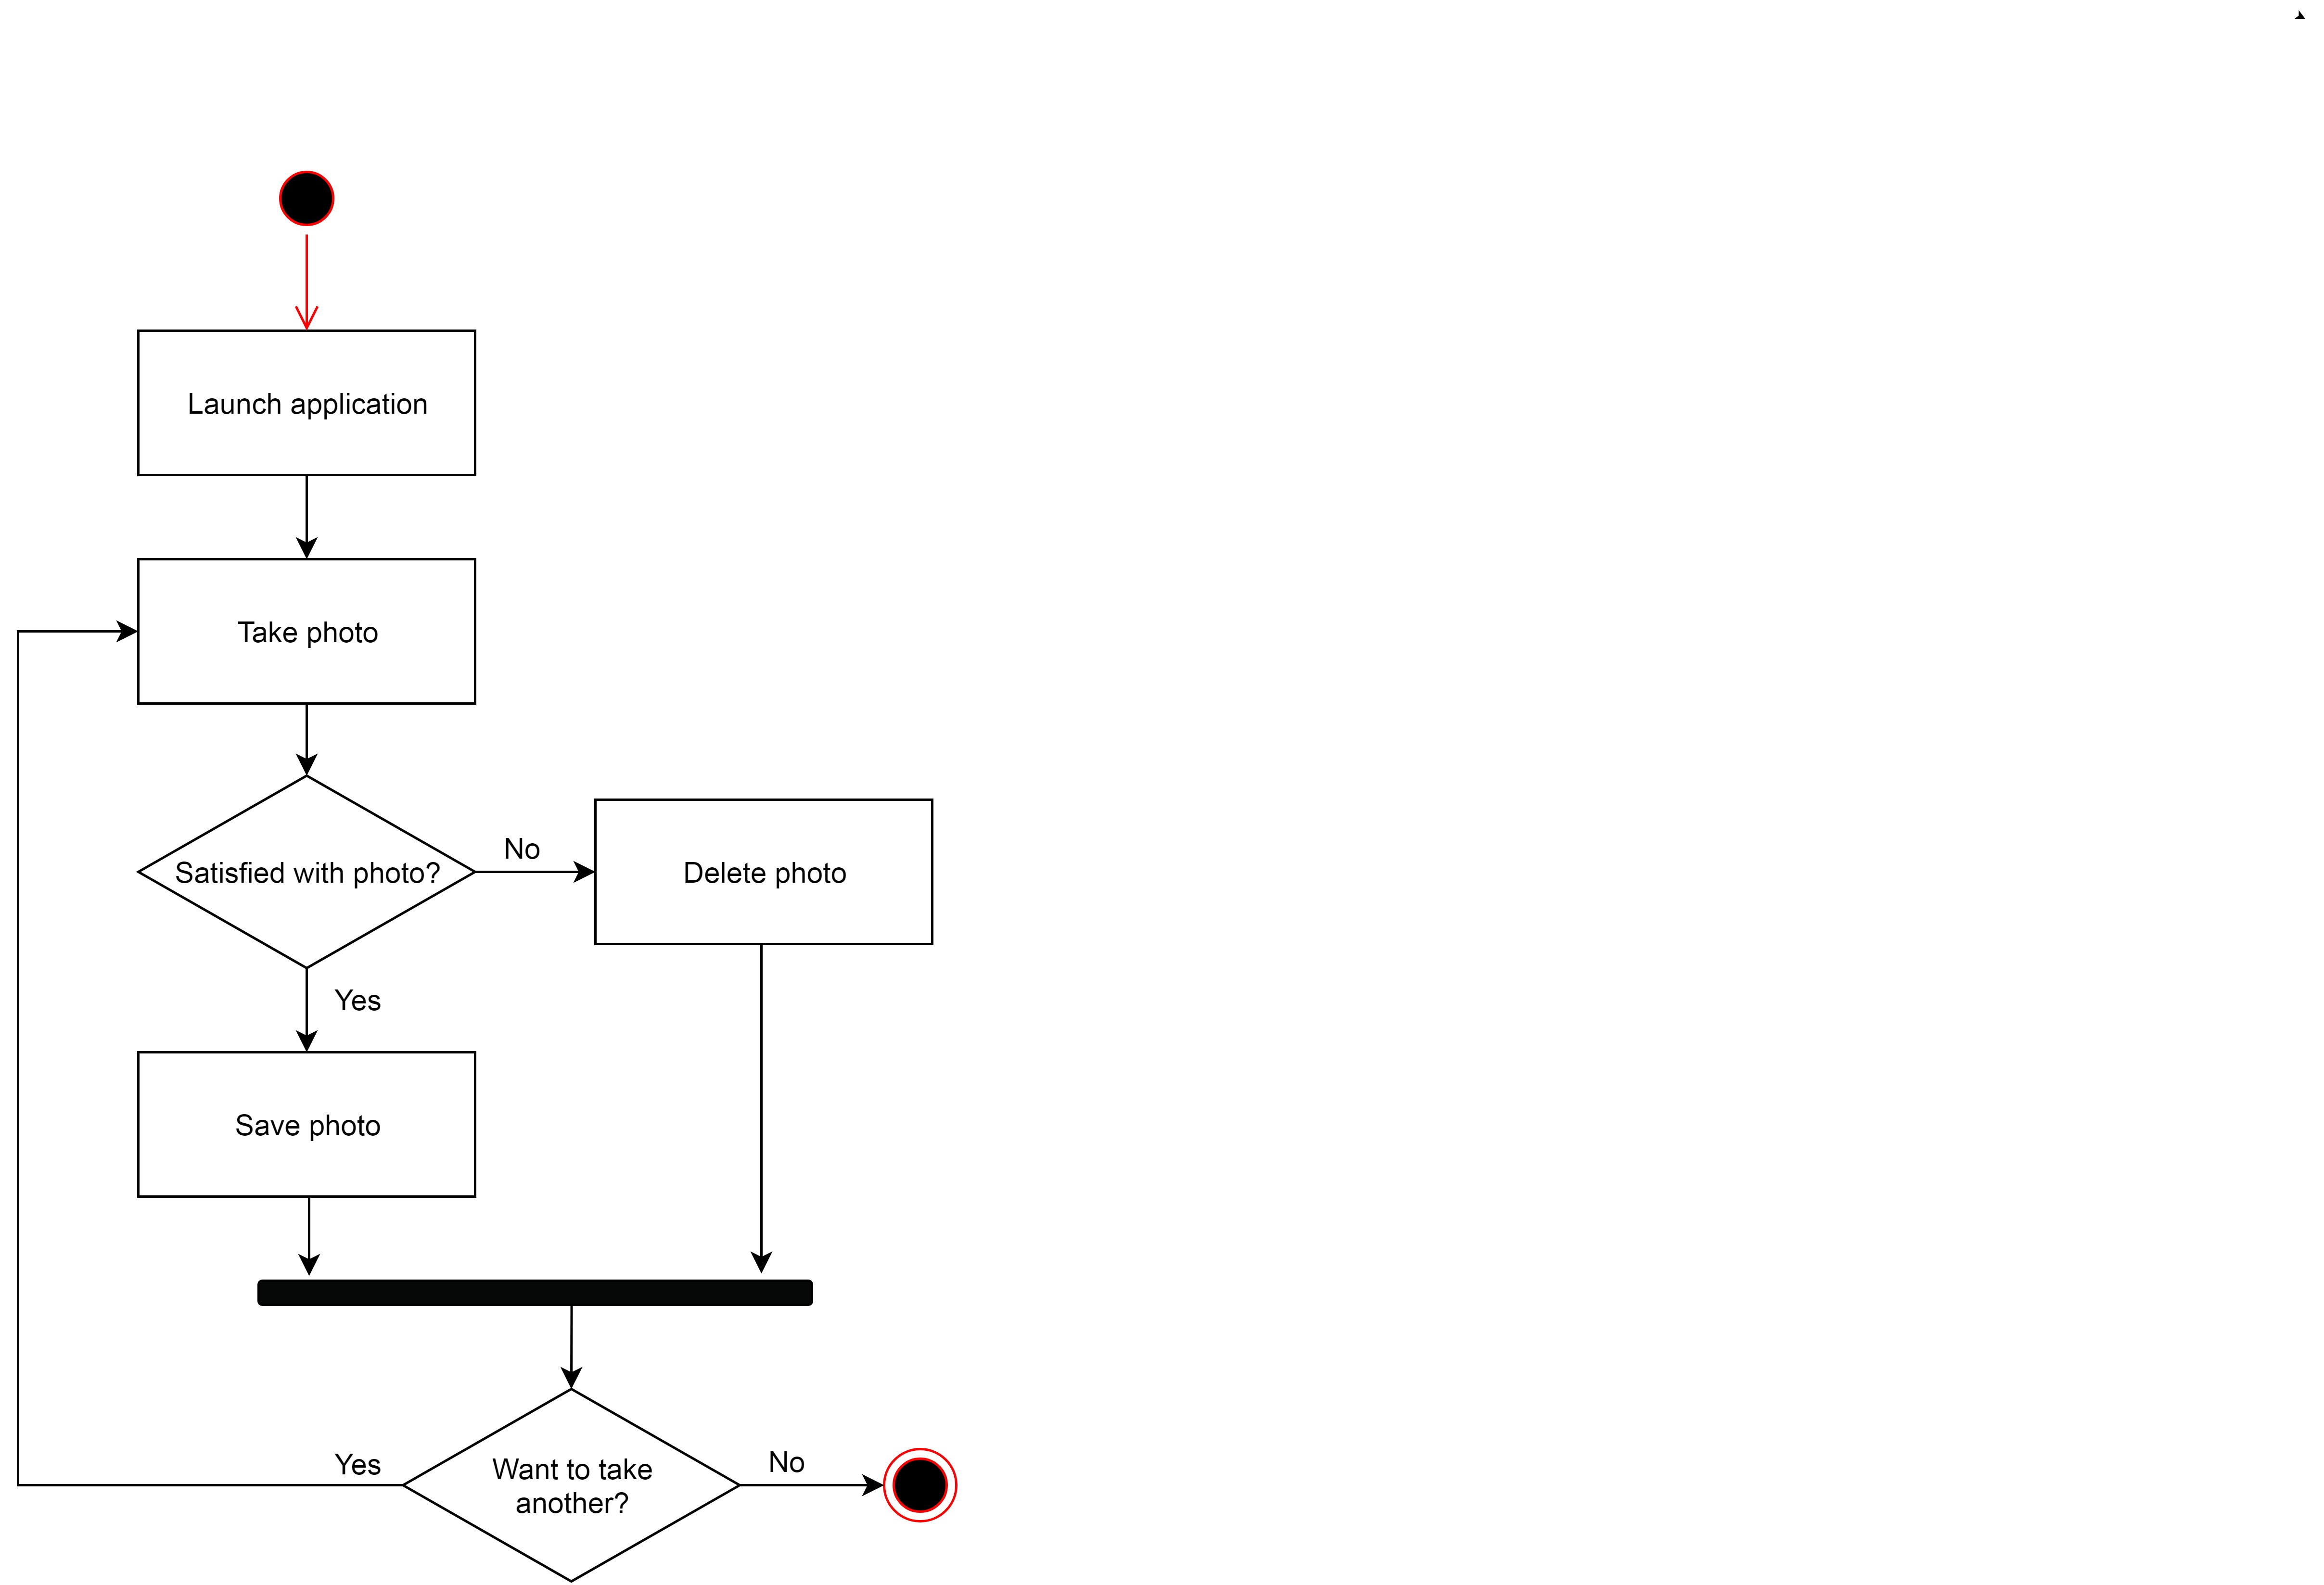 Launch application
Take photo
Satisfied with photo?
No
Delete photo
Yes
Save photo
Yes
Want to take
another?
No